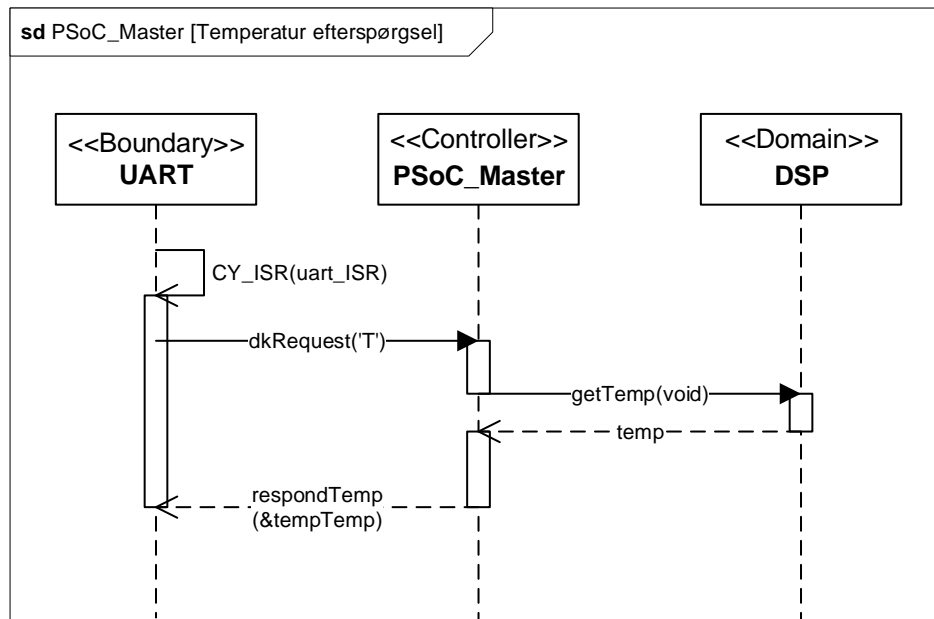 sd PSoC_Master [Temperatur efterspørgsel]
<<Boundary>>
UART
<<Controller>>
PSoC_Master
<<Domain>>
DSP
CY_ISR(uart_ISR)
dkRequest('T')
getTemp(void)
temp
respondTemp
(&tempTemp)